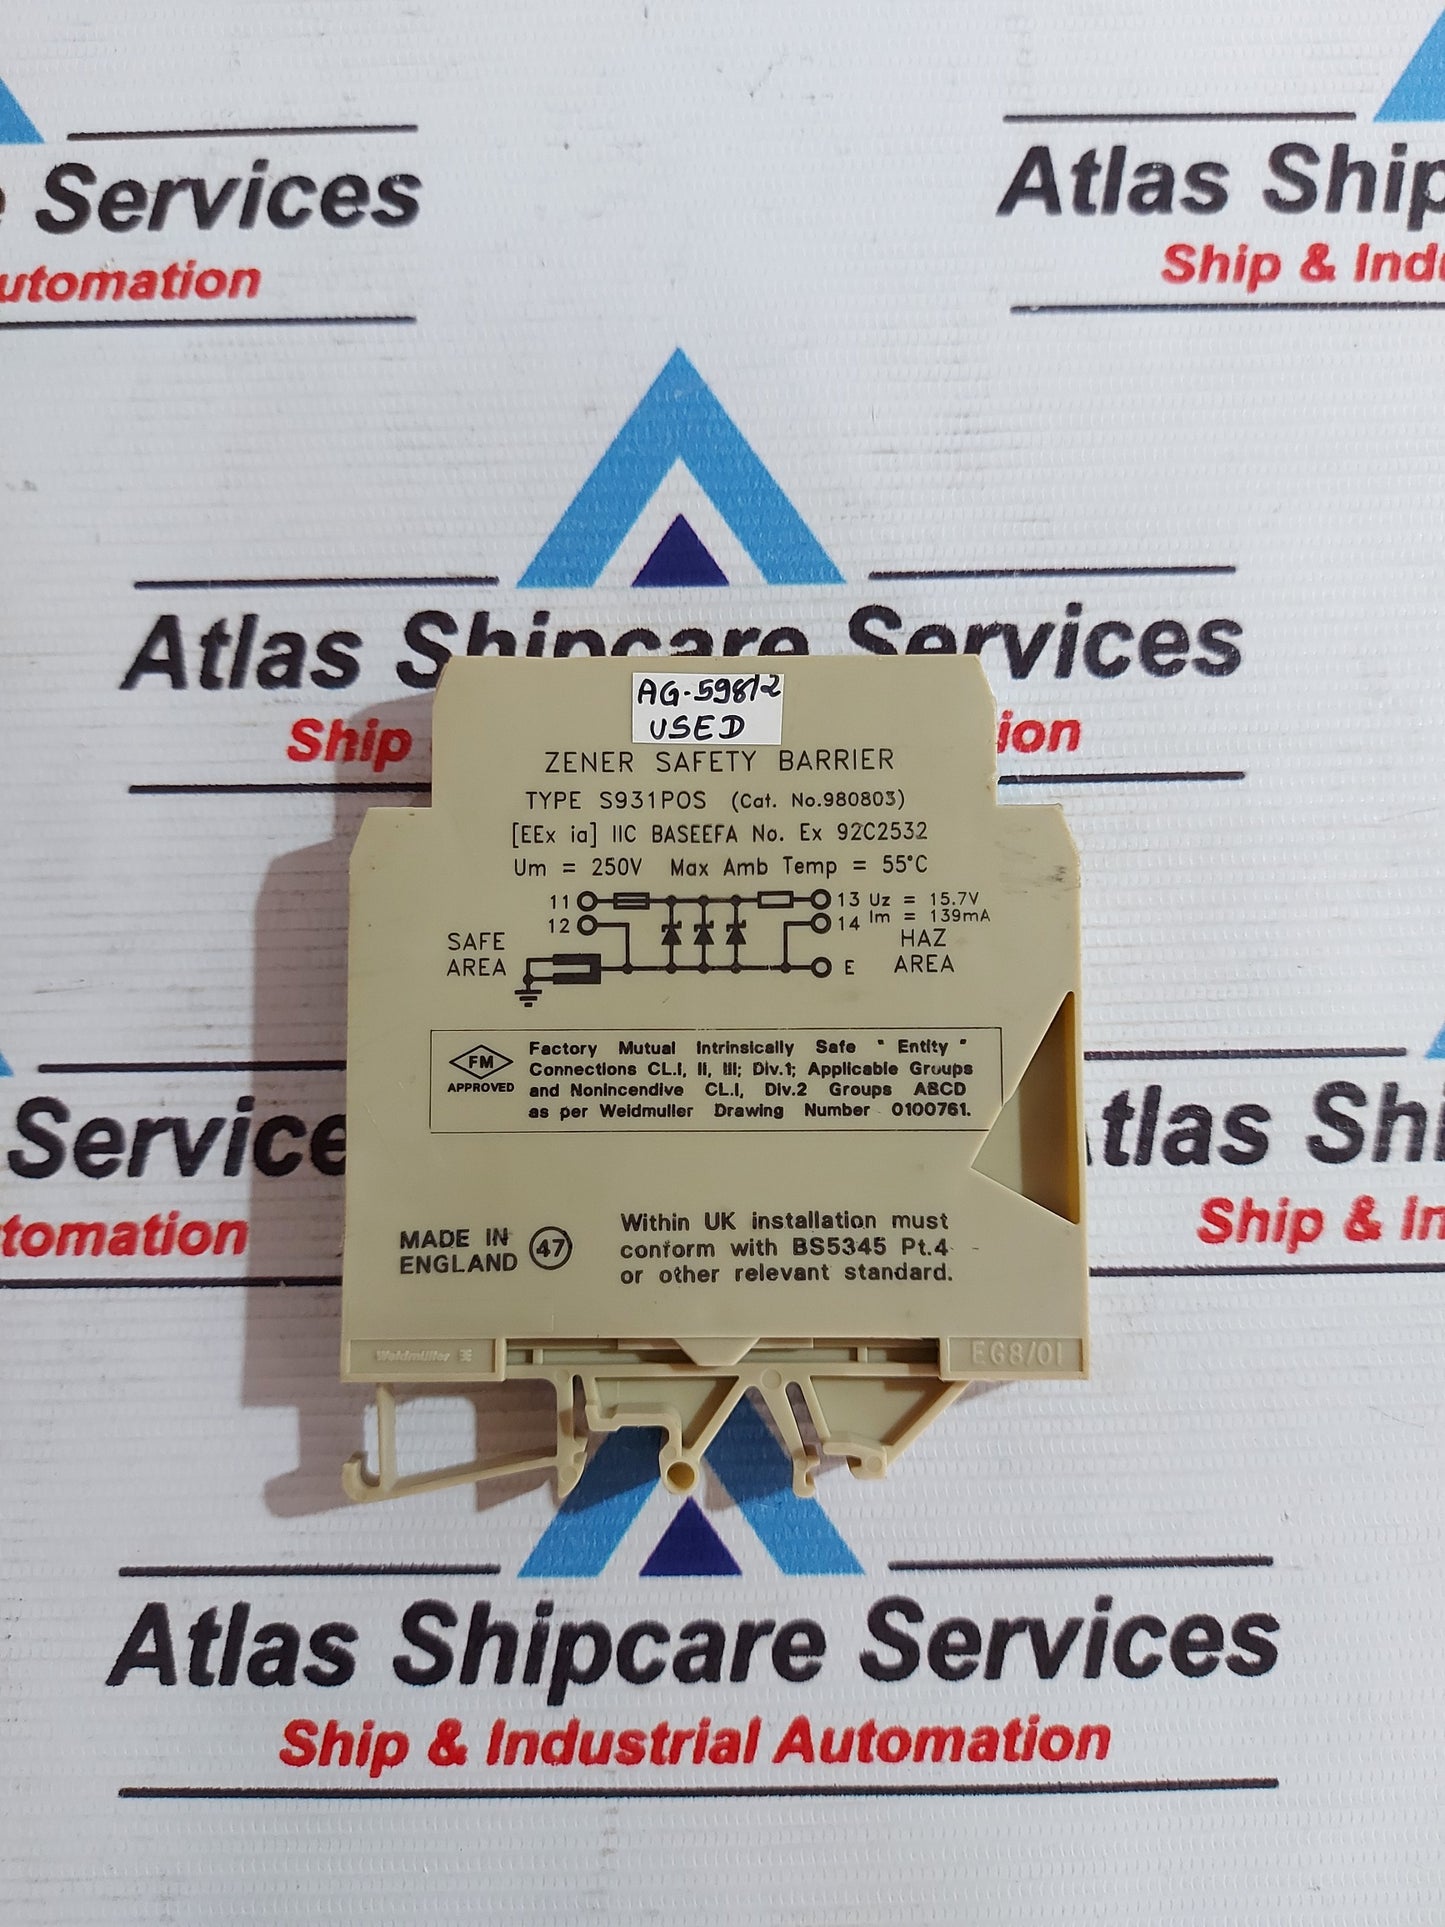 Services
utomation
Atlas Ship
Ship & Indu
Atlas Shipcare Services
Ship
ion
AG-598/2
USED
ZENER SAFETY BARRIER
TYPE S931POS (Cat. No.980803)
[EEx ia] IIC BASEEFA No. Ex 92C2532
Um = 250V Max Amb Temp = 55°C
11
12
13 Uz = 15.7V
14 Im = 139mA
SAFE
AREA
E
HAZ
AREA
FM
APPROVED
Factory Mutual Intrinsically Safe "Entity"
Connections CL.I, II, III; Div.1; Applicable Groups
and Nonincendive CL.I, Div.2 Groups ABCD
as per Weidmuller Drawing Number 0100761.
Services
tomation
tlas Shi
Ship & In
MADE IN
ENGLAND
47
Within UK installation must
conform with BS5345 Pt.4
or other relevant standard.
Weidmüller
EG8/01
Atlas Shipcare Services
Ship & Industrial Automation